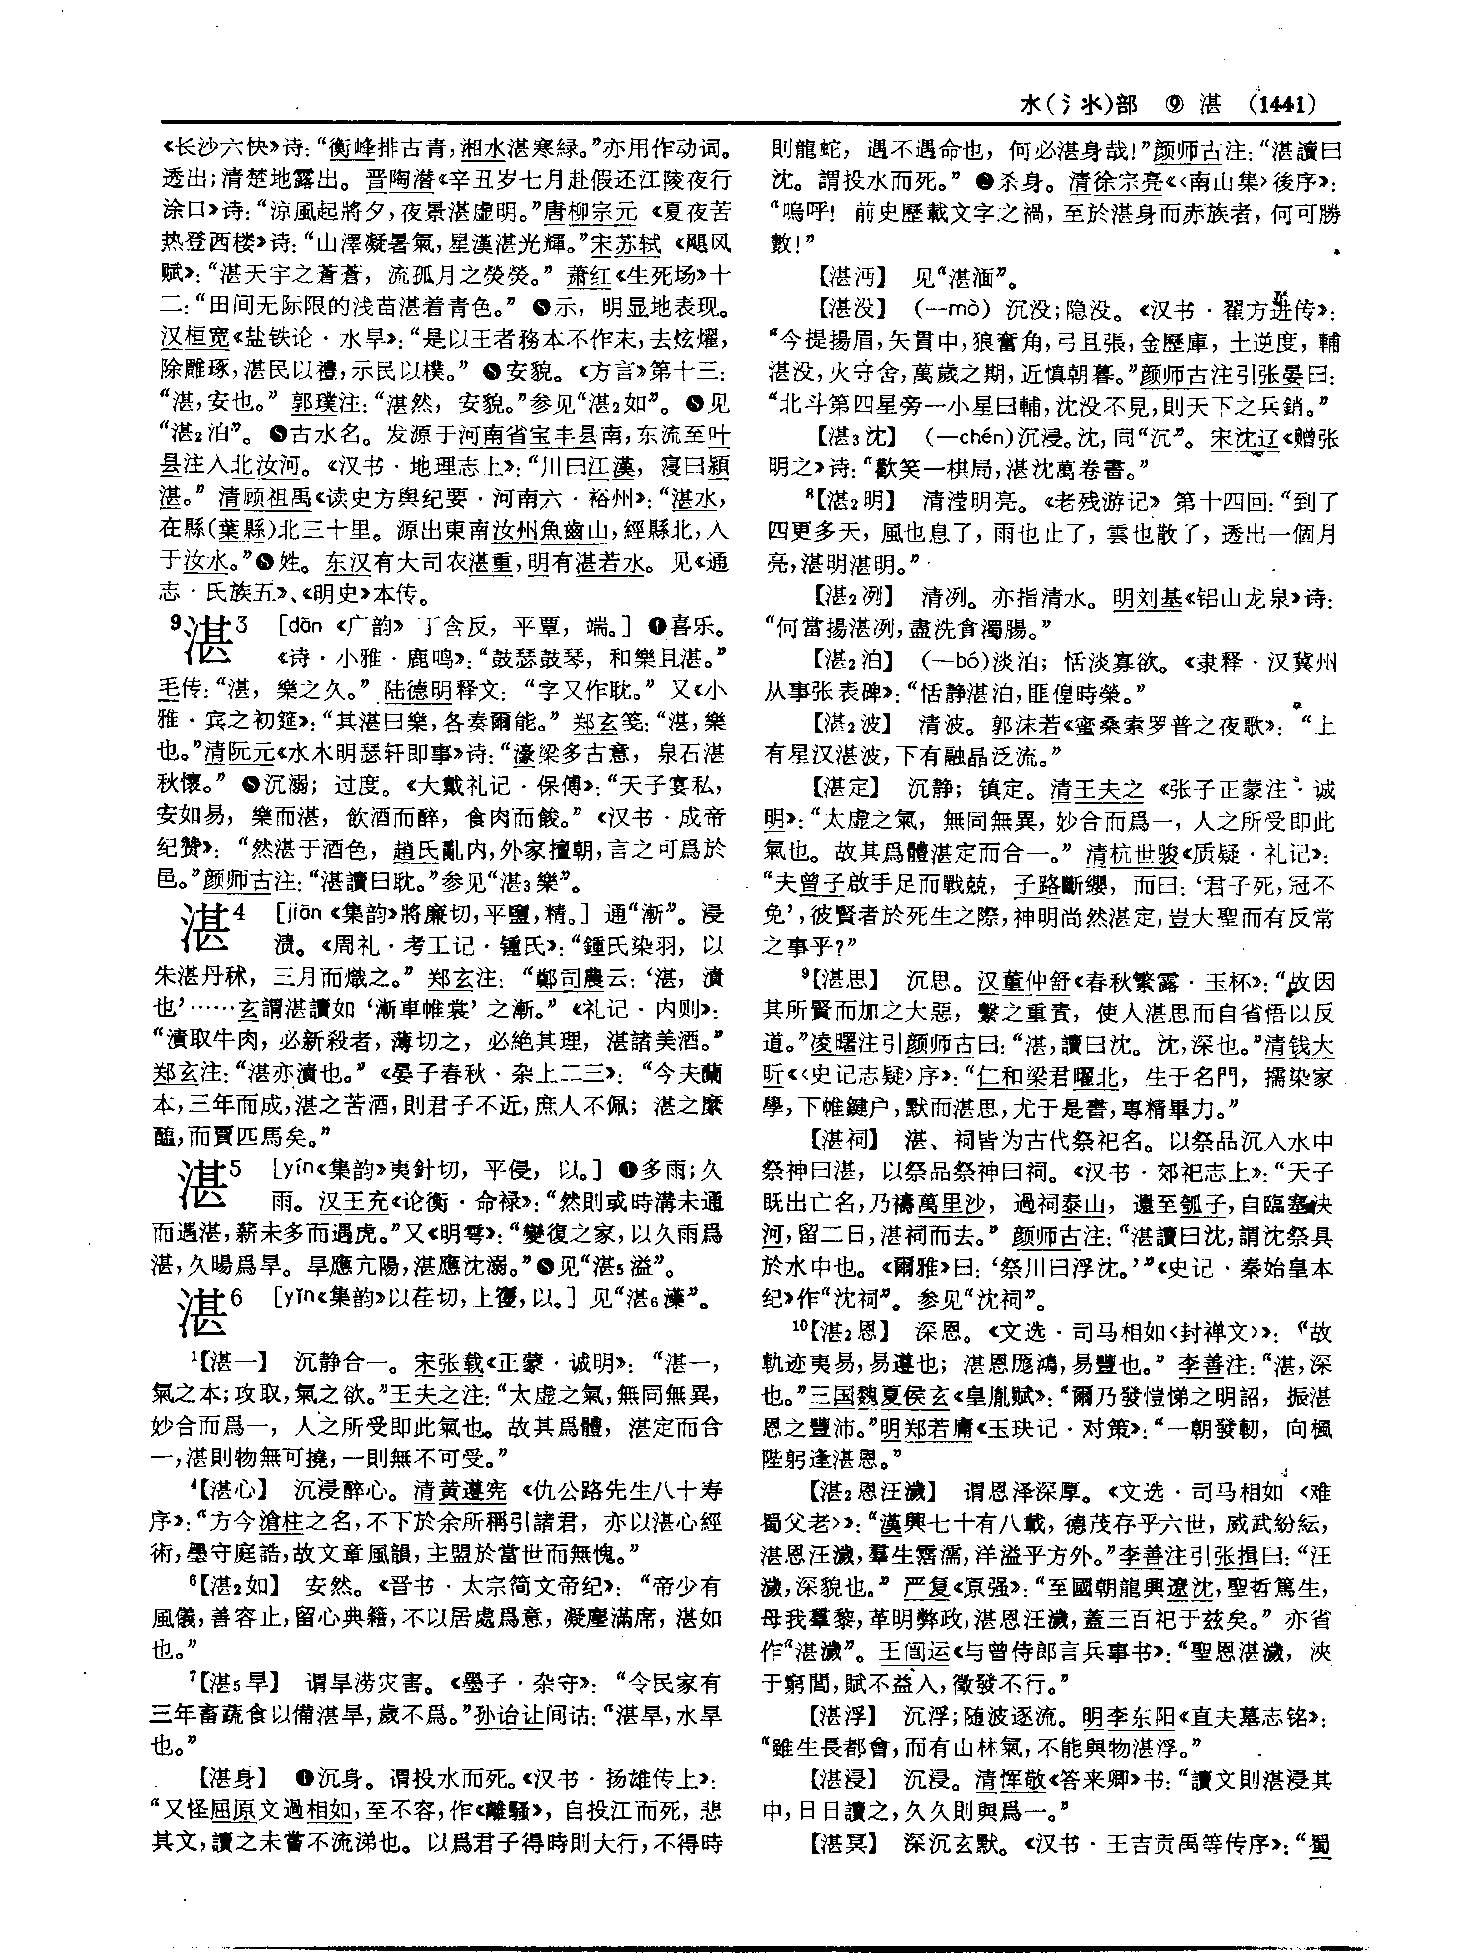 水(氵氺)部 ⑨ 湛 (1441)
《长沙六快》诗:“衡峰排古青,湘水湛寒緑。”亦用作动词。
透出;清楚地露出。晋陶潜《辛丑岁七月赴假还江陵夜行
涂口》诗:“涼風起將夕,夜景湛虚明。”唐柳宗元《夏夜苦
热登西楼》诗:“山澤凝暑氣,星漢湛光輝。”宋苏轼《飓风
赋》:“湛天宇之蒼蒼,流孤月之熒熒。”萧红《生死场》十
二:“田间无际限的浅苗湛着青色。”示,明显地表现。
汉桓宽《盐铁论·水旱》:“是以王者務本不作末,去炫燿,
除雕琢,湛民以禮,示民以樸。”安貌。《方言》第十三:
“湛,安也。”郭璞注:“湛然,安貌。”参见“湛₂如”。见
“湛₂泊”。古水名。发源于河南省宝丰县南,东流至叶
县注入北汝河。《汉书·地理志上》:“川曰江漢,寖曰潁
湛。”清顾祖禹《读史方舆纪要·河南六·裕州》:“湛水,
在縣(葉縣)北三十里。源出東南汝州魚齒山,經縣北,入
于汝水。”姓。东汉有大司农湛重,明有湛若水。见《通
志·氏族五》、《明史》本传。
⁹湛3 [dān《广韵》丁含反,平覃,端。]❶喜乐。
《诗·小雅·鹿鸣》:“鼓瑟鼓琴,和樂且湛。”
毛传:“湛,樂之久。”陆德明释文:“字又作耽。”又《小
雅·宾之初筵》:“其湛曰樂,各奏爾能。”郑玄笺:“湛,樂
也。”清阮元《水木明瑟轩即事》诗:“濠梁多古意,泉石湛
秋懷。”❷沉溺;过度。《大戴礼记·保傅》:“天子宴私,
安如易,樂而湛,飲酒而醉,食肉而餕。”《汉书·成帝
纪赞》:“然湛于酒色,趙氏亂内,外家擅朝,言之可爲於
邑。”颜师古注:“湛讀曰耽。”参见“湛₃樂”。
湛4 [jiān《集韵》將廉切,平鹽,精。]通“漸”。浸
渍。《周礼·考工记·锺氏》:“鍾氏染羽,以
朱湛丹秫,三月而熾之。”郑玄注:“鄭司農云:‘湛,漬
也’……玄謂湛讀如‘漸車帷裳’之漸。”《礼记·内则》:
“漬取牛肉,必新殺者,薄切之,必絶其理,湛諸美酒。”
郑玄注:“湛亦漬也。”《晏子春秋·杂上二三》:“今夫蘭
本,三年而成,湛之苦酒,則君子不近,庶人不佩;湛之縻
醢,而賈匹馬矣。”
湛5 [yín《集韵》夷針切,平侵,以。]❶多雨;久
雨。汉王充《论衡·命禄》:“然則或時溝未通
而遇湛,薪未多而遇虎。”又《明雩》:“變復之家,以久雨爲
湛,久暘爲旱。旱應亢陽,湛應沈溺。”❷见“湛₅溢”。
湛6 [yǐn《集韵》以荏切,上寑,以。]见“湛₆濼”。
¹【湛一】 沉静合一。宋张载《正蒙·诚明》:“湛一,
氣之本;攻取,氣之欲。”王夫之注:“太虚之氣,無同無異,
妙合而爲一,人之所受即此氣也。故其爲體,湛定而合
一,湛則物無可撓,一則無不可受。”
⁴【湛心】 沉浸醉心。清黄遵宪《仇公路先生八十寿
序》:“方今滄柱之名,不下於余所稱引諸君,亦以湛心經
術,墨守庭誥,故文章風韻,主盟於當世而無愧。”
⁶【湛₂如】 安然。《晋书·太宗简文帝纪》:“帝少有
風儀,善容止,留心典籍,不以居處爲意,凝塵滿席,湛如
也。”
⁷【湛₅旱】 谓旱涝灾害。《墨子·杂守》:“令民家有
三年畜蔬食以備湛旱,歲不爲。”孙诒让间诂:“湛旱,水旱
也。”
【湛身】 ❶沉身。谓投水而死。《汉书·扬雄传上》:
“又怪屈原文過相如,至不容,作《離騷》,自投江而死,悲
其文,讀之未嘗不流涕也。以爲君子得時則大行,不得時
則龍蛇,遇不遇命也,何必湛身哉!”颜师古注:“湛讀曰
沈。謂投水而死。”❷杀身。清徐宗亮《〈南山集〉後序》:
“嗚呼!前史歷載文字之禍,至於湛身而赤族者,何可勝
數!”
【湛沔】 见“湛湎”。
【湛没】 (—mò) 沉没;隐没。《汉书·翟方进传》:
“今提揚眉,矢貫中,狼奮角,弓且張,金歷庫,土逆度,輔
湛没,火守舍,萬歲之期,近慎朝暮。”颜师古注引张晏曰:
“北斗第四星旁一小星曰輔,沈没不見,則天下之兵銷。”
【湛₃沈】 (—chén)沉浸。沈,同“沉”。宋沈辽《赠张
明之》诗:“歡笑一棋局,湛沈萬卷書。”
⁸【湛₂明】 清滢明亮。《老残游记》第十四回:“到了
四更多天,風也息了,雨也止了,雲也散了,透出一個月
亮,湛明湛明。”
【湛₂冽】 清冽。亦指清水。明刘基《铅山龙泉》诗:
“何當揚湛冽,盡洗貪濁腸。”
【湛₂泊】 (—bó)淡泊;恬淡寡欲。《隶释·汉冀州
从事张表碑》:“恬静湛泊,匪偟時榮。”
【湛₂波】 清波。郭沫若《蜜桑索罗普之夜歌》:“上
有星汉湛波,下有融晶泛流。”
【湛定】 沉静;镇定。清王夫之《张子正蒙注·诚
明》:“太虚之氣,無同無異,妙合而爲一,人之所受即此
氣也。故其爲體湛定而合一。”清杭世骏《质疑·礼记》:
“夫曾子啟手足而戰兢,子路斷纓,而曰:‘君子死,冠不
免’,彼賢者於死生之際,神明尚然湛定,豈大聖而有反常
之事乎?”
⁹【湛思】 沉思。汉董仲舒《春秋繁露·玉杯》:“故因
其所賢而加之大惡,繫之重責,使人湛思而自省悟以反
道。”凌曙注引颜师古曰:“湛,讀曰沈。沈,深也。”清钱大
昕《〈史记志疑〉序》:“仁和梁君曜北,生于名門,擩染家
學,下帷鍵户,默而湛思,尤于是書,專精畢力。”
【湛祠】 湛、祠皆为古代祭祀名。以祭品沉入水中
祭神曰湛,以祭品祭神曰祠。《汉书·郊祀志上》:“天子
既出亡名,乃禱萬里沙,過祠泰山,還至瓠子,自臨塞決
河,留二日,湛祠而去。”颜师古注:“湛讀曰沈,謂沈祭具
於水中也。《爾雅》曰:‘祭川曰浮沈。’”《史记·秦始皇本
纪》作“沈祠”。参见“沈祠”。
¹⁰【湛₂恩】 深恩。《文选·司马相如〈封禅文〉》:“故
軌迹夷易,易遵也;湛恩厖鴻,易豐也。”李善注:“湛,深
也。”三国魏夏侯玄《皇胤赋》:“爾乃發愷悌之明詔,振湛
恩之豐沛。”明郑若庸《玉玦记·对策》:“一朝發軔,向楓
陛躬逢湛恩。”
【湛₂恩汪濊】 谓恩泽深厚。《文选·司马相如〈难
蜀父老〉》:“漢興七十有八載,德茂存乎六世,威武紛紜,
湛恩汪濊,羣生霑濡,洋溢乎方外。”李善注引张揖曰:“汪
濊,深貌也。”严复《原强》:“至國朝龍興遼沈,聖哲篤生,
母我羣黎,革明弊政,湛恩汪濊,蓋三百祀于兹矣。”亦省
作“湛濊”。王闿运《与曾侍郎言兵事书》:“聖恩湛濊,浹
于窮閭,賦不益入,徵發不行。”
【湛浮】 沉浮;随波逐流。明李东阳《直夫墓志铭》:
“雖生長都會,而有山林氣,不能與物湛浮。”
【湛浸】 沉浸。清恽敬《答来卿》书:“讀文則湛浸其
中,日日讀之,久久則與爲一。”
【湛冥】 深沉玄默。《汉书·王吉贡禹等传序》:“蜀